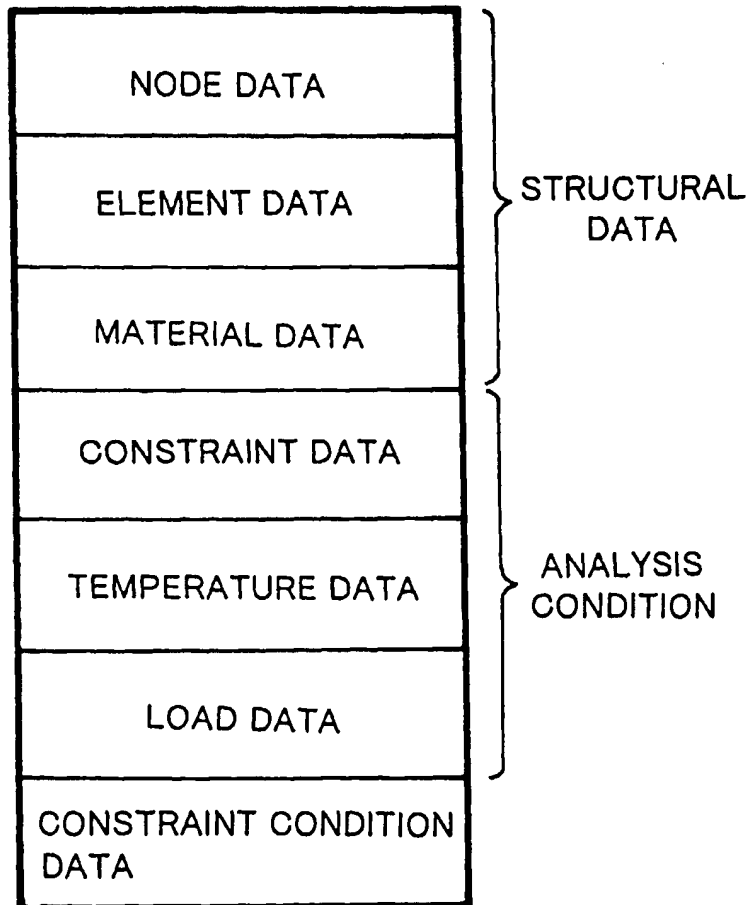 NODE DATA
ELEMENT DATA
MATERIAL DATA
STRUCTURAL
DATA
CONSTRAINT DATA
TEMPERATURE DATA
LOAD DATA
ANALYSIS
CONDITION
CONSTRAINT CONDITION
DATA